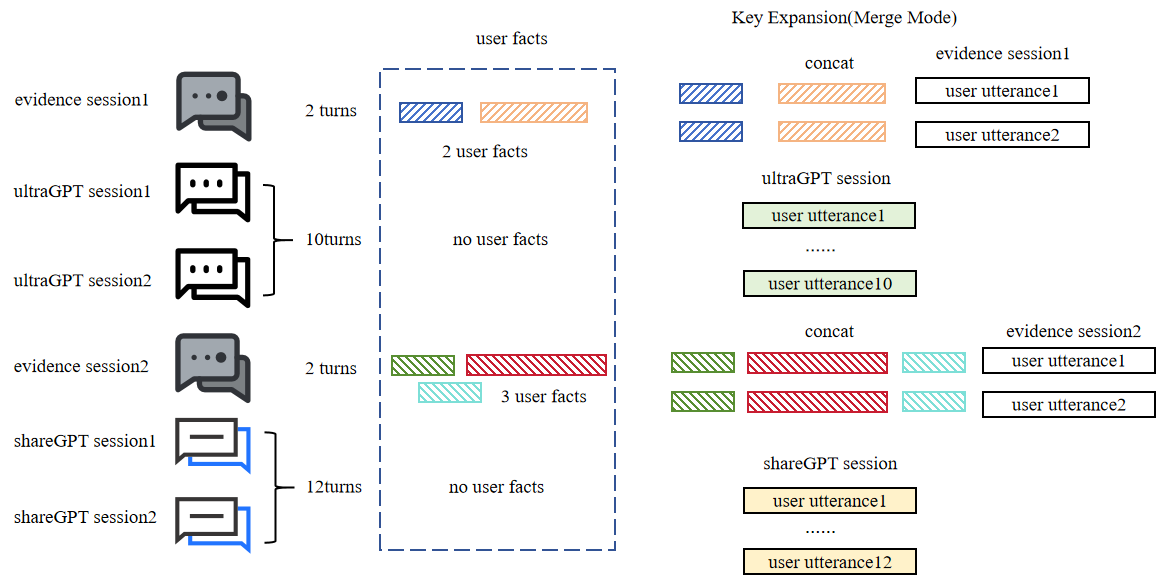 Key Expansion(Merge Mode)
user facts
evidence session1
concat
evidence session1
2 turns
user utterance1
2 user facts
user utterance2
ultraGPT session1
ultraGPT session
user utterance1
10turns
no user facts
......
ultraGPT session2
user utterance10
concat
evidence session2
evidence session2
2 turns
user utterance1
3 user facts
user utterance2
shareGPT session1
shareGPT session
12turns
no user facts
user utterance1
shareGPT session2
......
user utterance12